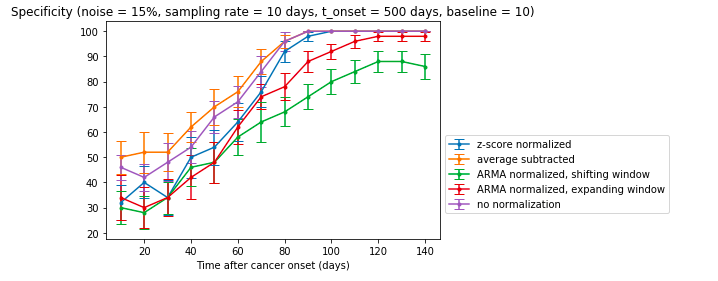 Specificity (noise = 15%, sampling rate = 10 days, t_onset = 500 days, baseline = 10)
100
90
80
70
60
50
40
30
20
20 40 60 80 100 120 140
Time after cancer onset (days)
z-score normalized
average subtracted
ARMA normalized, shifting window
ARMA normalized, expanding window
no normalization